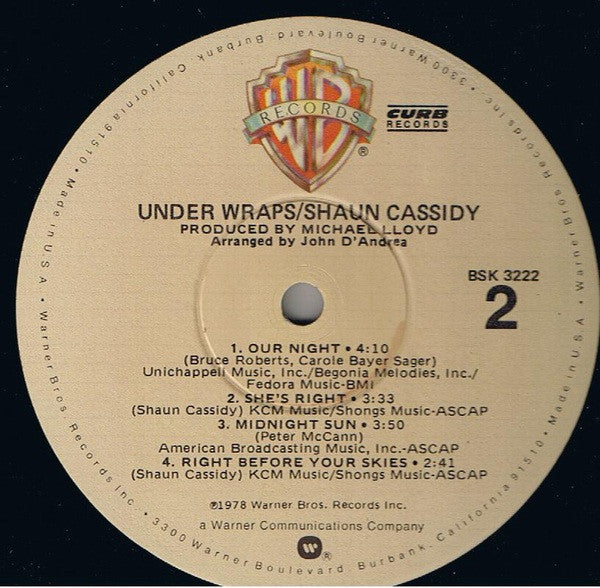 RECORDS
WB
®
CURB
RECORDS
UNDER WRAPS/SHAUN CASSIDY
PRODUCED BY MICHAEL LLOYD
Arranged by John D'Andrea
BSK 3222
2
1. OUR NIGHT • 4:10
(Bruce Roberts, Carole Bayer Sager)
Unichappell Music, Inc./Begonia Melodies, Inc./
Fedora Music-BMI
2. SHE'S RIGHT • 3:33
(Shaun Cassidy) KCM Music/Shongs Music-ASCAP
3. MIDNIGHT SUN • 3:50
(Peter McCann)
American Broadcasting Music, Inc.-ASCAP
4. RIGHT BEFORE YOUR SKIES • 2:41
(Shaun Cassidy) KCM Music/Shongs Music-ASCAP
℗1978 Warner Bros. Records Inc.
a Warner Communications Company
W
®
Made in U.S.A. • Warner Bros Records Inc. • 3300 Warner Boulevard, Burbank, California 91510 • Made in U.S.A. • Warner Bros Records Inc. • 3300 Warner Boulevard, Burbank, California 91510 •